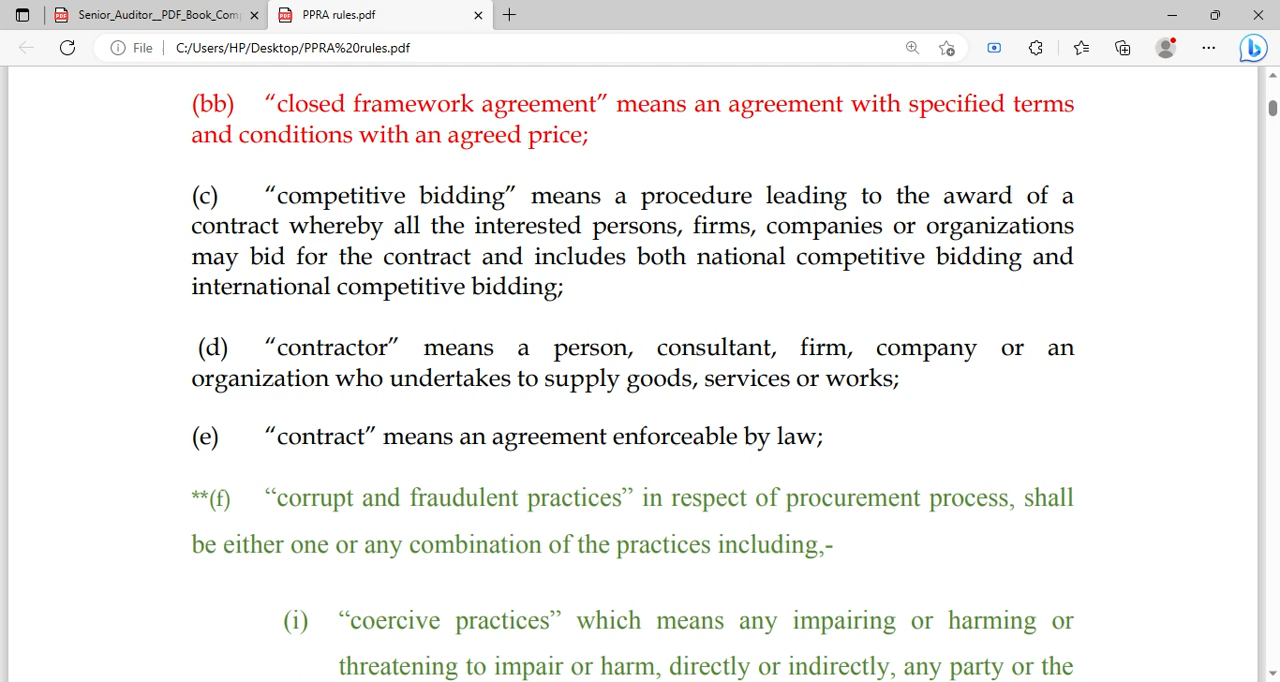 Senior_Auditor__PDF_Book_Com
PPRA rules.pdf
File
C:/Users/HP/Desktop/PPRA%20rules.pdf
(bb) “closed framework agreement” means an agreement with specified terms
and conditions with an agreed price;
(c) “competitive bidding” means a procedure leading to the award of a
contract whereby all the interested persons, firms, companies or organizations
may bid for the contract and includes both national competitive bidding and
international competitive bidding;
(d) “contractor” means a person, consultant, firm, company or an
organization who undertakes to supply goods, services or works;
(e) “contract” means an agreement enforceable by law;
**(f) “corrupt and fraudulent practices” in respect of procurement process, shall
be either one or any combination of the practices including,-
(i) “coercive practices” which means any impairing or harming or
threatening to impair or harm, directly or indirectly, any party or the